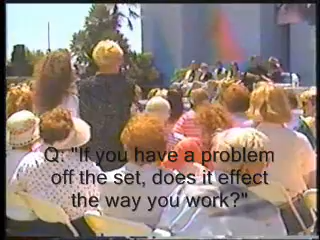 Q: "If you have a problem
off the set, does it effect
the way you work?"